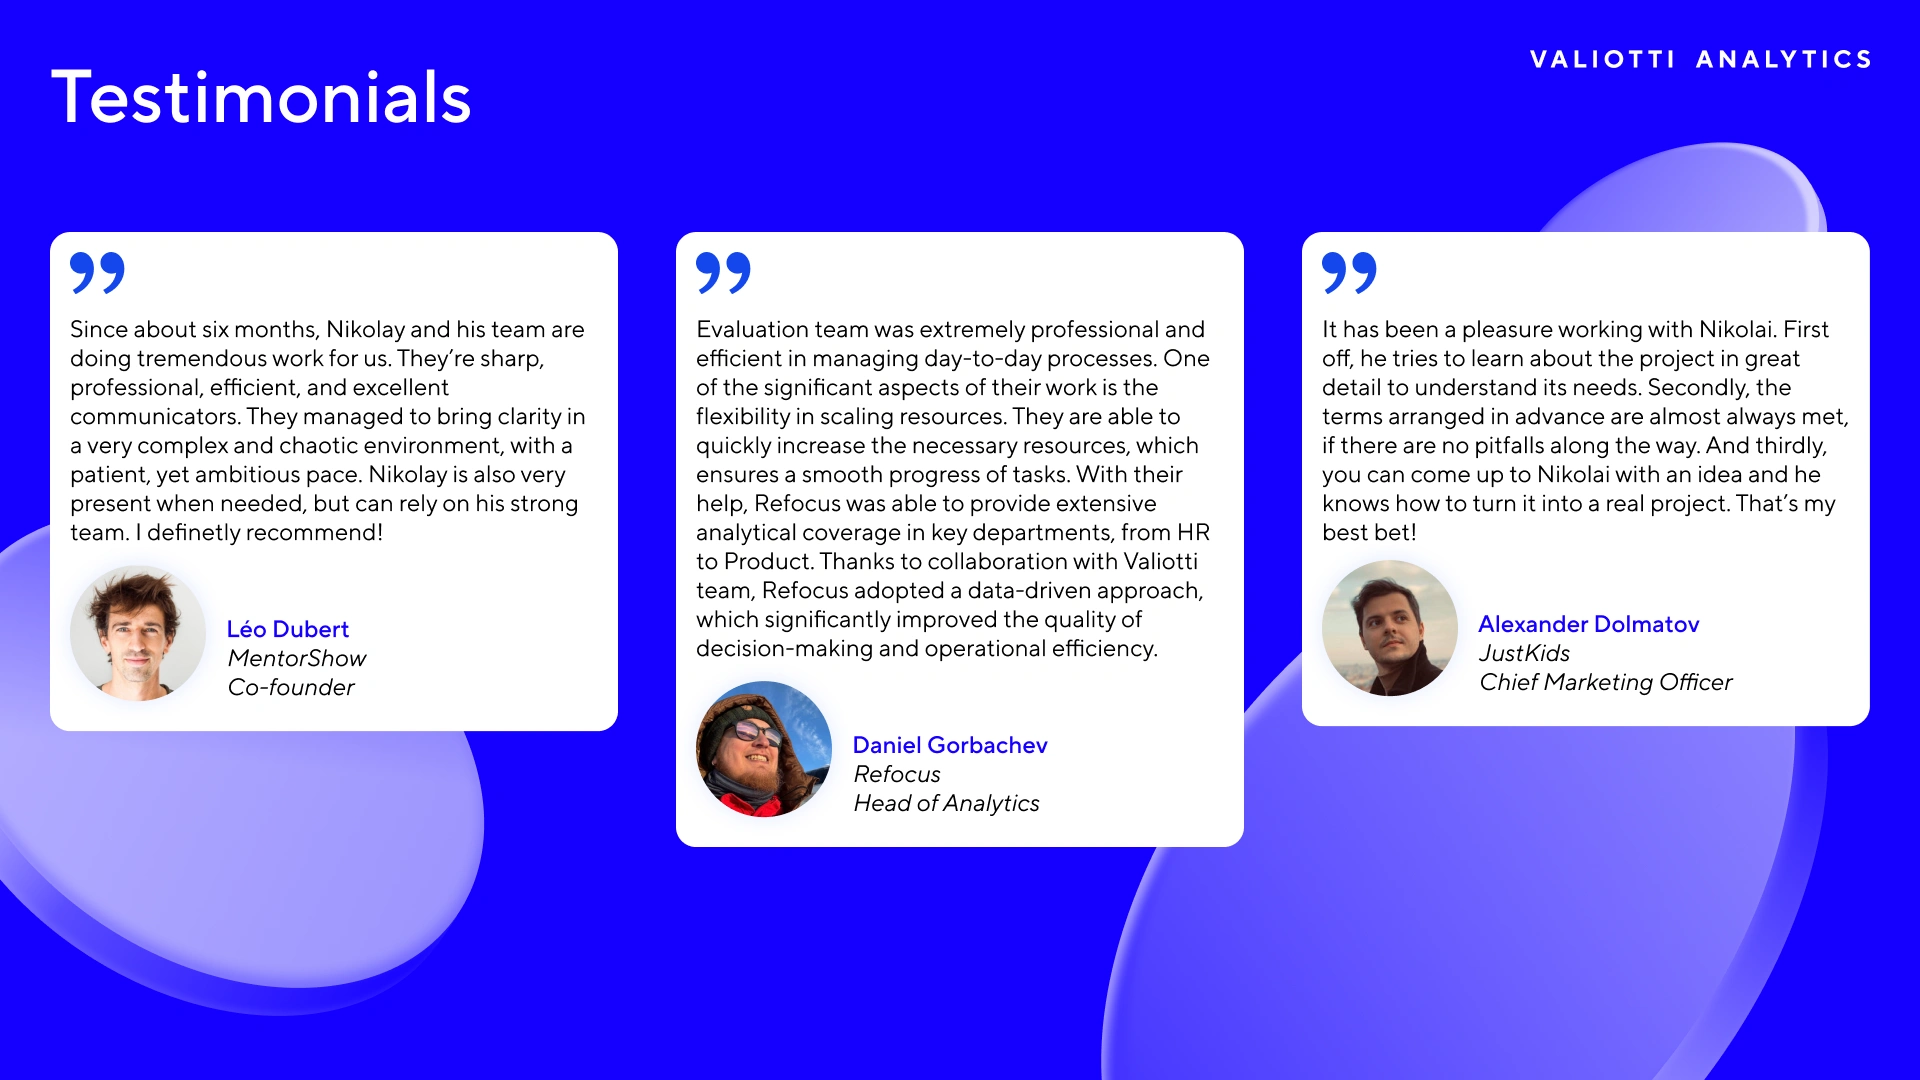 Testimonials
VALIOTTI ANALYTICS
”
Since about six months, Nikolay and his team are
doing tremendous work for us. They’re sharp,
professional, efficient, and excellent
communicators. They managed to bring clarity in
a very complex and chaotic environment, with a
patient, yet ambitious pace. Nikolay is also very
present when needed, but can rely on his strong
team. I definetly recommend!
Léo Dubert
MentorShow
Co-founder
”
Evaluation team was extremely professional and
efficient in managing day-to-day processes. One
of the significant aspects of their work is the
flexibility in scaling resources. They are able to
quickly increase the necessary resources, which
ensures a smooth progress of tasks. With their
help, Refocus was able to provide extensive
analytical coverage in key departments, from HR
to Product. Thanks to collaboration with Valiotti
team, Refocus adopted a data-driven approach,
which significantly improved the quality of
decision-making and operational efficiency.
Daniel Gorbachev
Refocus
Head of Analytics
”
It has been a pleasure working with Nikolai. First
off, he tries to learn about the project in great
detail to understand its needs. Secondly, the
terms arranged in advance are almost always met,
if there are no pitfalls along the way. And thirdly,
you can come up to Nikolai with an idea and he
knows how to turn it into a real project. That’s my
best bet!
Alexander Dolmatov
JustKids
Chief Marketing Officer